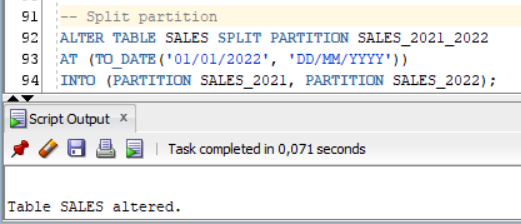 91 -- Split partition
92 ALTER TABLE SALES SPLIT PARTITION SALES_2021_2022
93 AT (TO_DATE('01/01/2022', 'DD/MM/YYYY'))
94 INTO (PARTITION SALES_2021, PARTITION SALES_2022);
Script Output x
Task completed in 0,071 seconds
Table SALES altered.